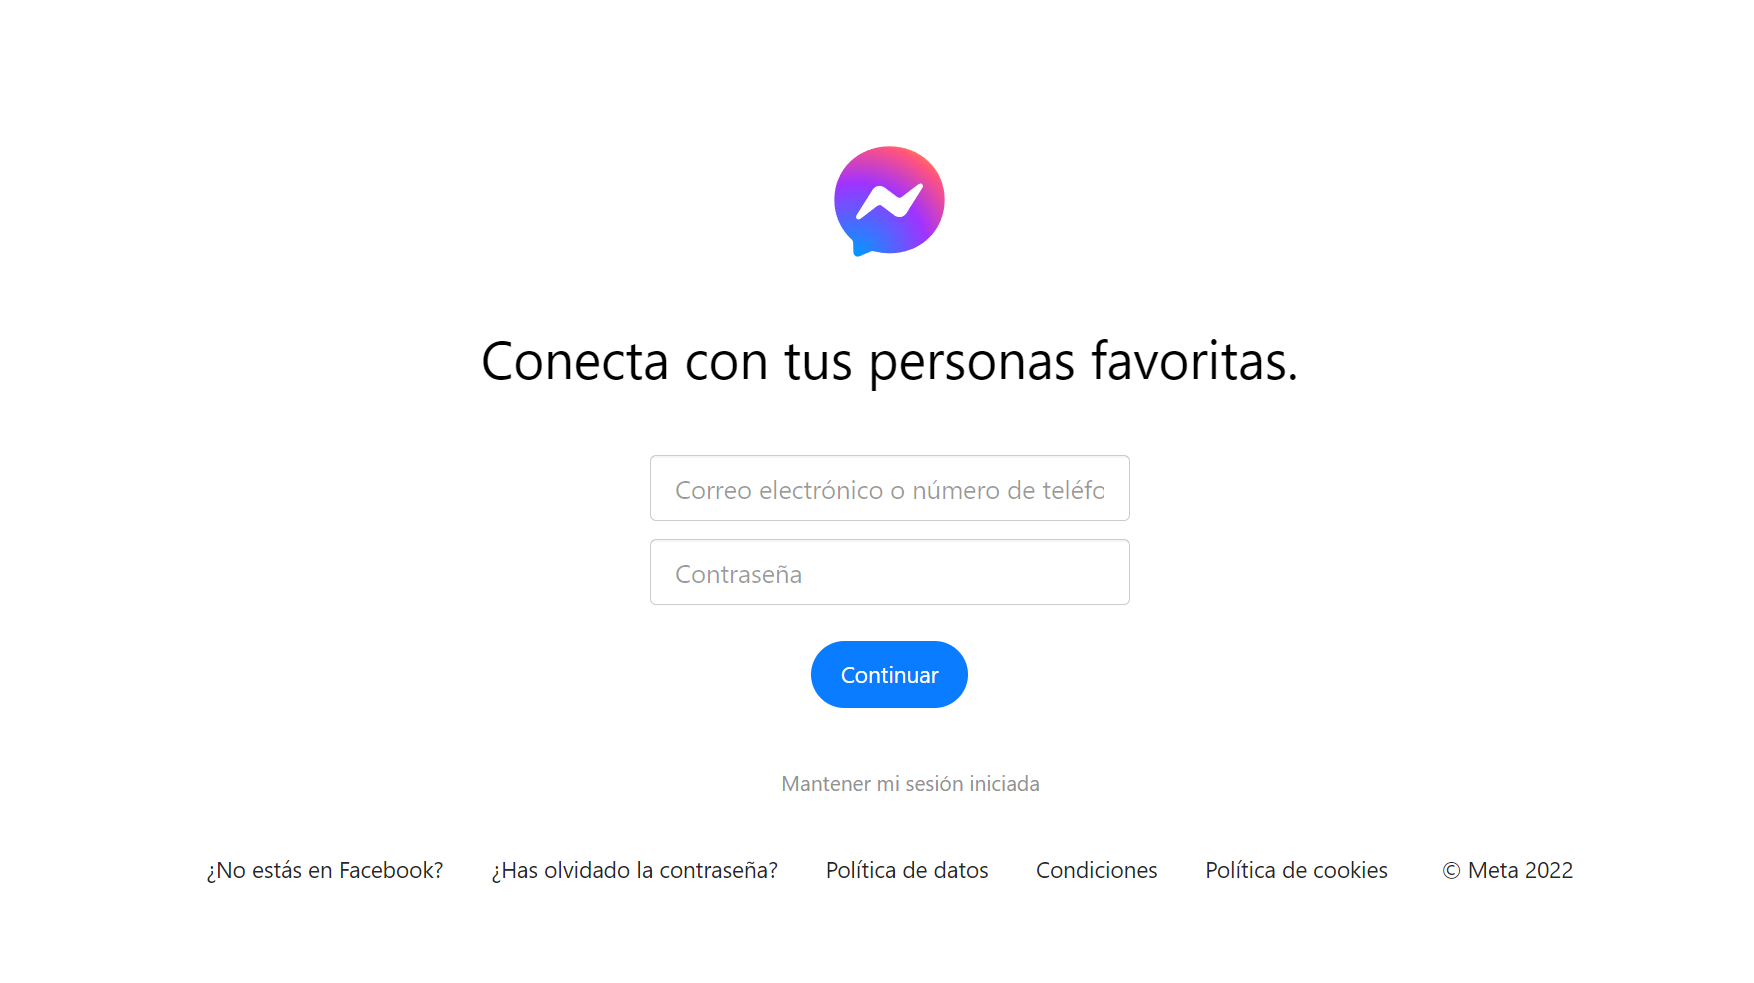 Conecta con tus personas favoritas.
Correo electrónico o número de teléfo
Contraseña
Continuar
Mantener mi sesión iniciada
¿No estás en Facebook? ¿Has olvidado la contraseña? Política de datos Condiciones Política de cookies © Meta 2022